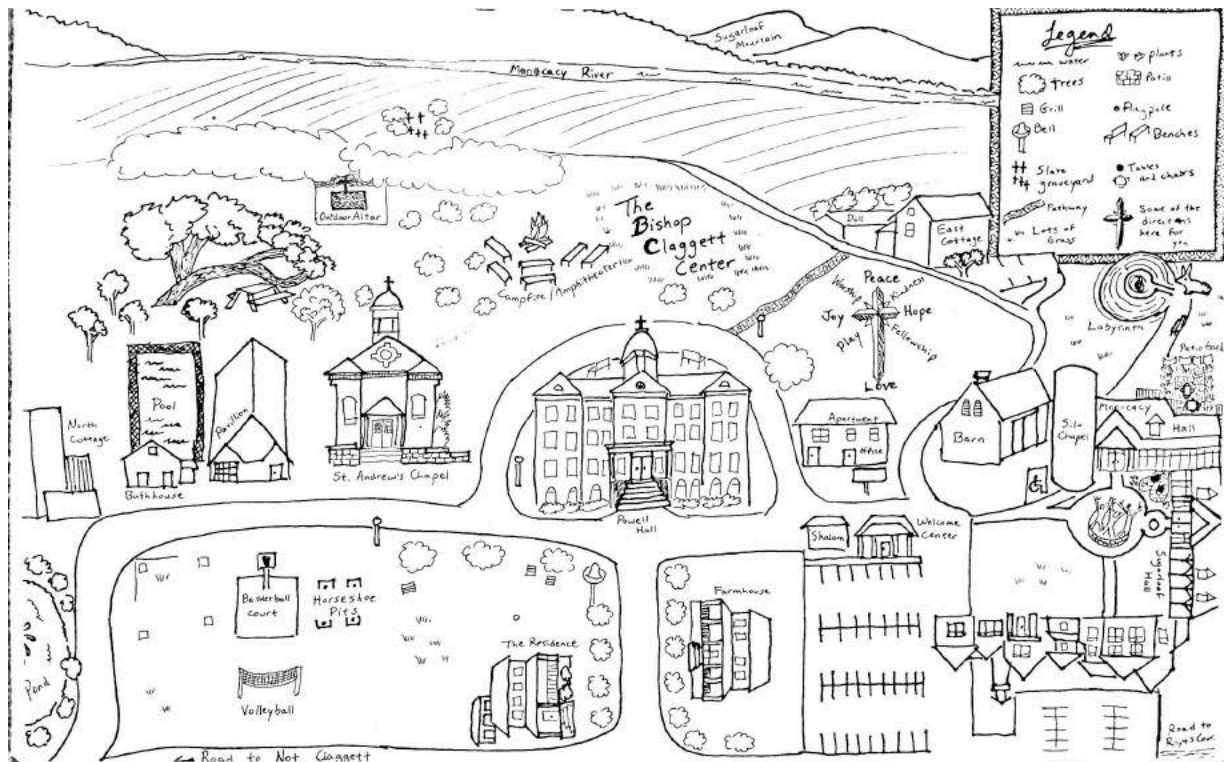 Sugarloaf
Mountain
Monocacy River
Legend
water
plants
trees
Patio
Grill
Flagpole
Bell
Benches
Slave
graveyard
Tables
and chairs
Pathway
Some of the
directions
here for
you
Lots of
Grass
Outdoor Altar
The
Bishop
Claggett
Center
Campfire/Amphitheater
East
Cottage
Peace
Worship
Kindness
Joy
Hope
Play
Fellowship
Love
Labyrinth
North
Cottage
Pool
Pavilion
Bathhouse
St. Andrew's Chapel
Powell
Hall
Apartment
office
Barn
Silo
Chapel
Monocacy
Hall
Shalom
Welcome
Center
Sugarloaf
Hall
Basketball
court
Horseshoe
Pits
Volleyball
The Residence
Farmhouse
Pond
← Road to Not Claggett
Road to